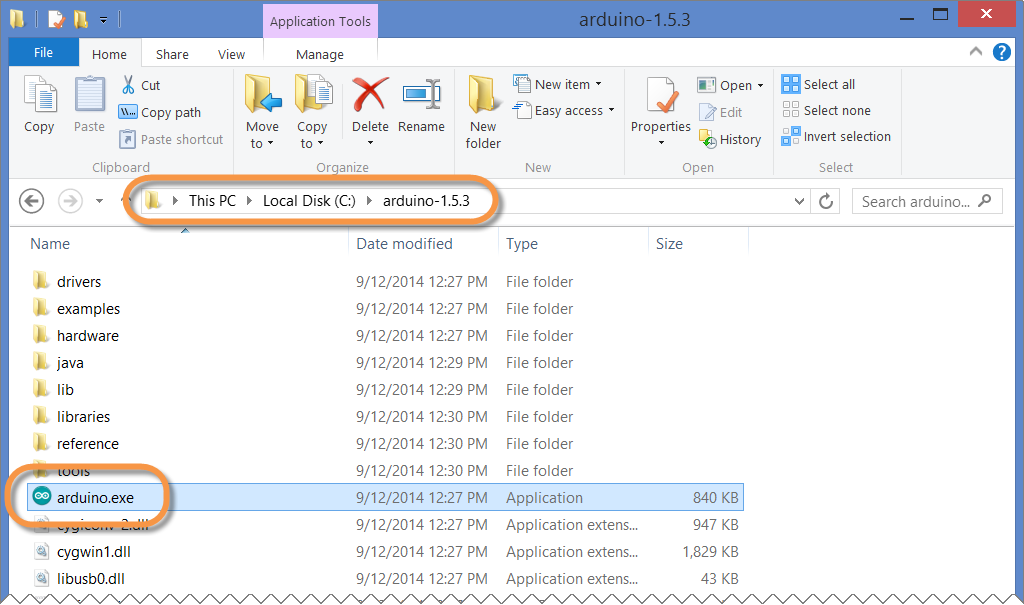 Application Tools
arduino-1.5.3
File
Home
Share
View
Manage
Copy
Paste
Cut
Copy path
Paste shortcut
Clipboard
Move to
Copy to
Delete
Rename
Organize
New folder
New item
Easy access
New
Properties
Open
Edit
History
Open
Select all
Select none
Invert selection
Select
This PC
Local Disk (C:)
arduino-1.5.3
Search arduino...
Name Date modified Type Size
drivers 9/12/2014 12:27 PM File folder
examples 9/12/2014 12:27 PM File folder
hardware 9/12/2014 12:27 PM File folder
java 9/12/2014 12:29 PM File folder
lib 9/12/2014 12:29 PM File folder
libraries 9/12/2014 12:30 PM File folder
reference 9/12/2014 12:30 PM File folder
tools 9/12/2014 12:30 PM File folder
arduino.exe 9/12/2014 12:27 PM Application 840 KB
cygiconv-2.dll 9/12/2014 12:27 PM Application extens... 947 KB
cygwin1.dll 9/12/2014 12:27 PM Application extens... 1,829 KB
libusb0.dll 9/12/2014 12:27 PM Application extens... 43 KB